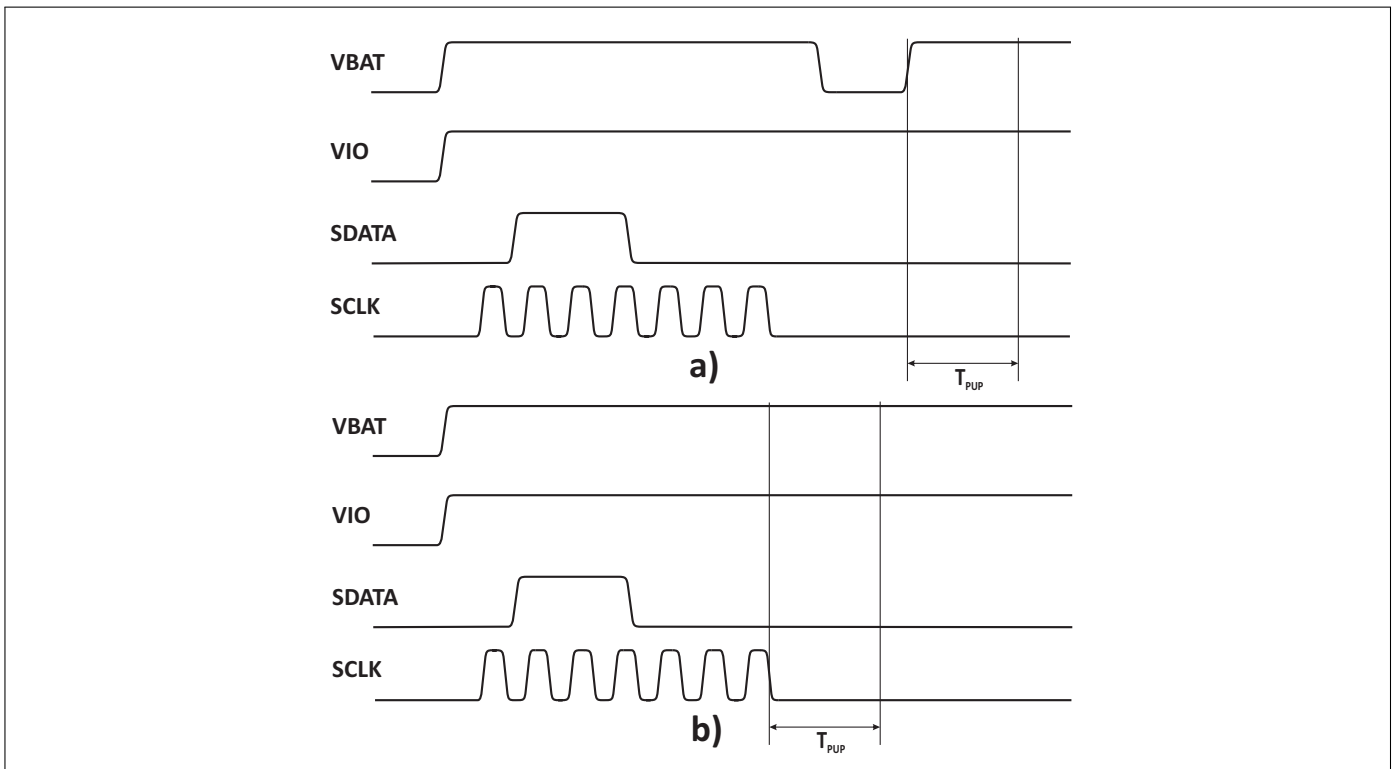 VBAT
VIO
SDATA
SCLK
a)
TPUP
VBAT
VIO
SDATA
SCLK
b)
TPUP